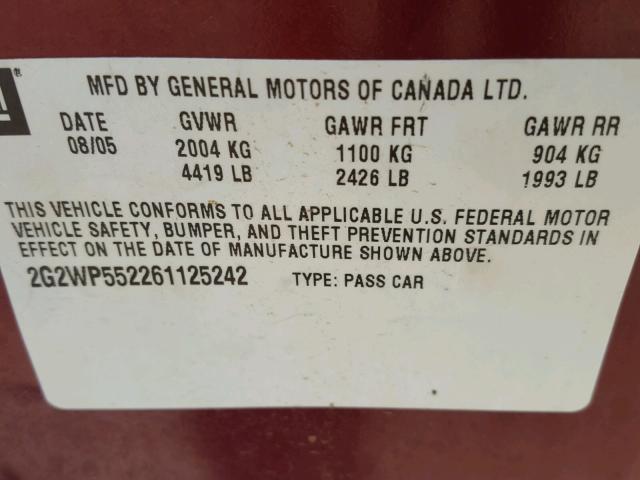 MFD BY GENERAL MOTORS OF CANADA LTD.
DATE GVWR GAWR FRT GAWR RR
08/05 2004 KG 1100 KG 904 KG
4419 LB 2426 LB 1993 LB
THIS VEHICLE CONFORMS TO ALL APPLICABLE U.S. FEDERAL MOTOR
VEHICLE SAFETY, BUMPER, AND THEFT PREVENTION STANDARDS IN
EFFECT ON THE DATE OF MANUFACTURE SHOWN ABOVE.
2G2WP552261125242 TYPE: PASS CAR